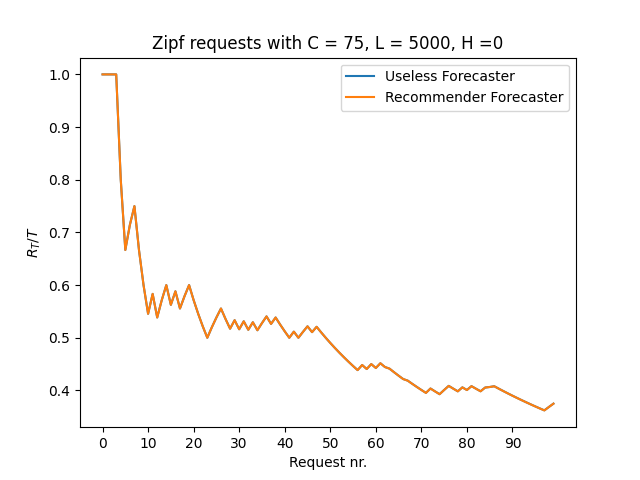 Zipf requests with C = 75, L = 5000, H =0
Useless Forecaster
Recommender Forecaster
1.0
0.9
0.8
0.7
0.6
0.5
0.4
R_T/T
0 10 20 30 40 50 60 70 80 90
Request nr.